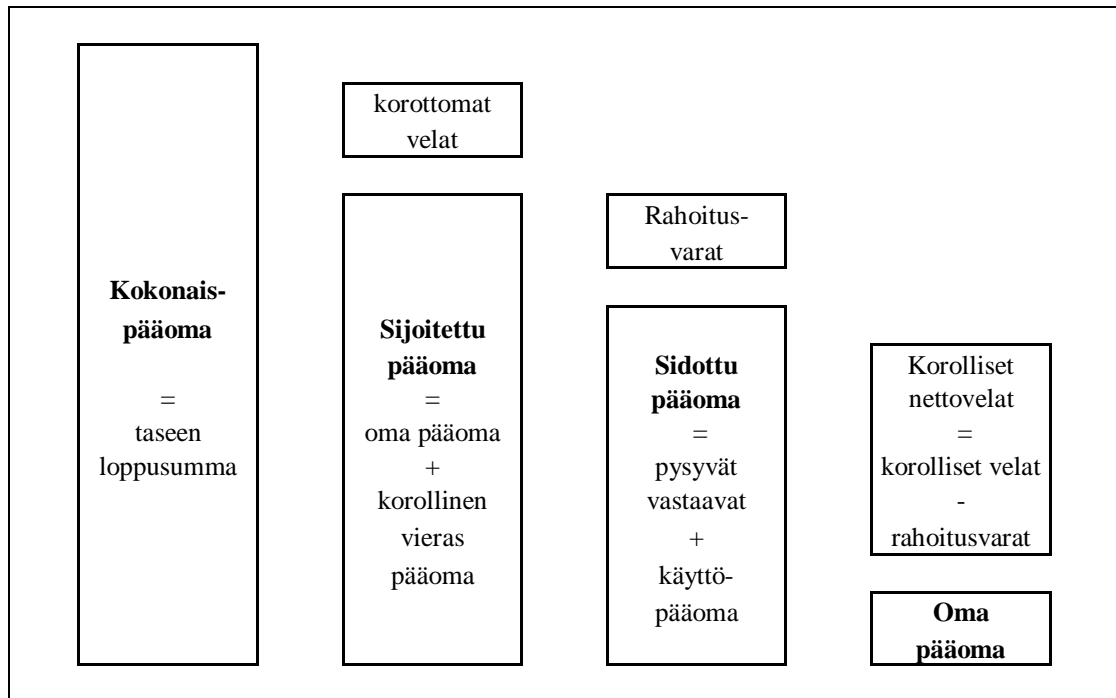 Kokonais-
pääoma
=
taseen
loppusumma
korottomat
velat
Sijoitettu
pääoma
=
oma pääoma
+
korollinen
vieras
pääoma
Rahoitus-
varat
Sidottu
pääoma
=
pysyvät
vastaavat
+
käyttö-
pääoma
Korolliset
nettovelat
=
korolliset velat
-
rahoitusvarat
Oma
pääoma